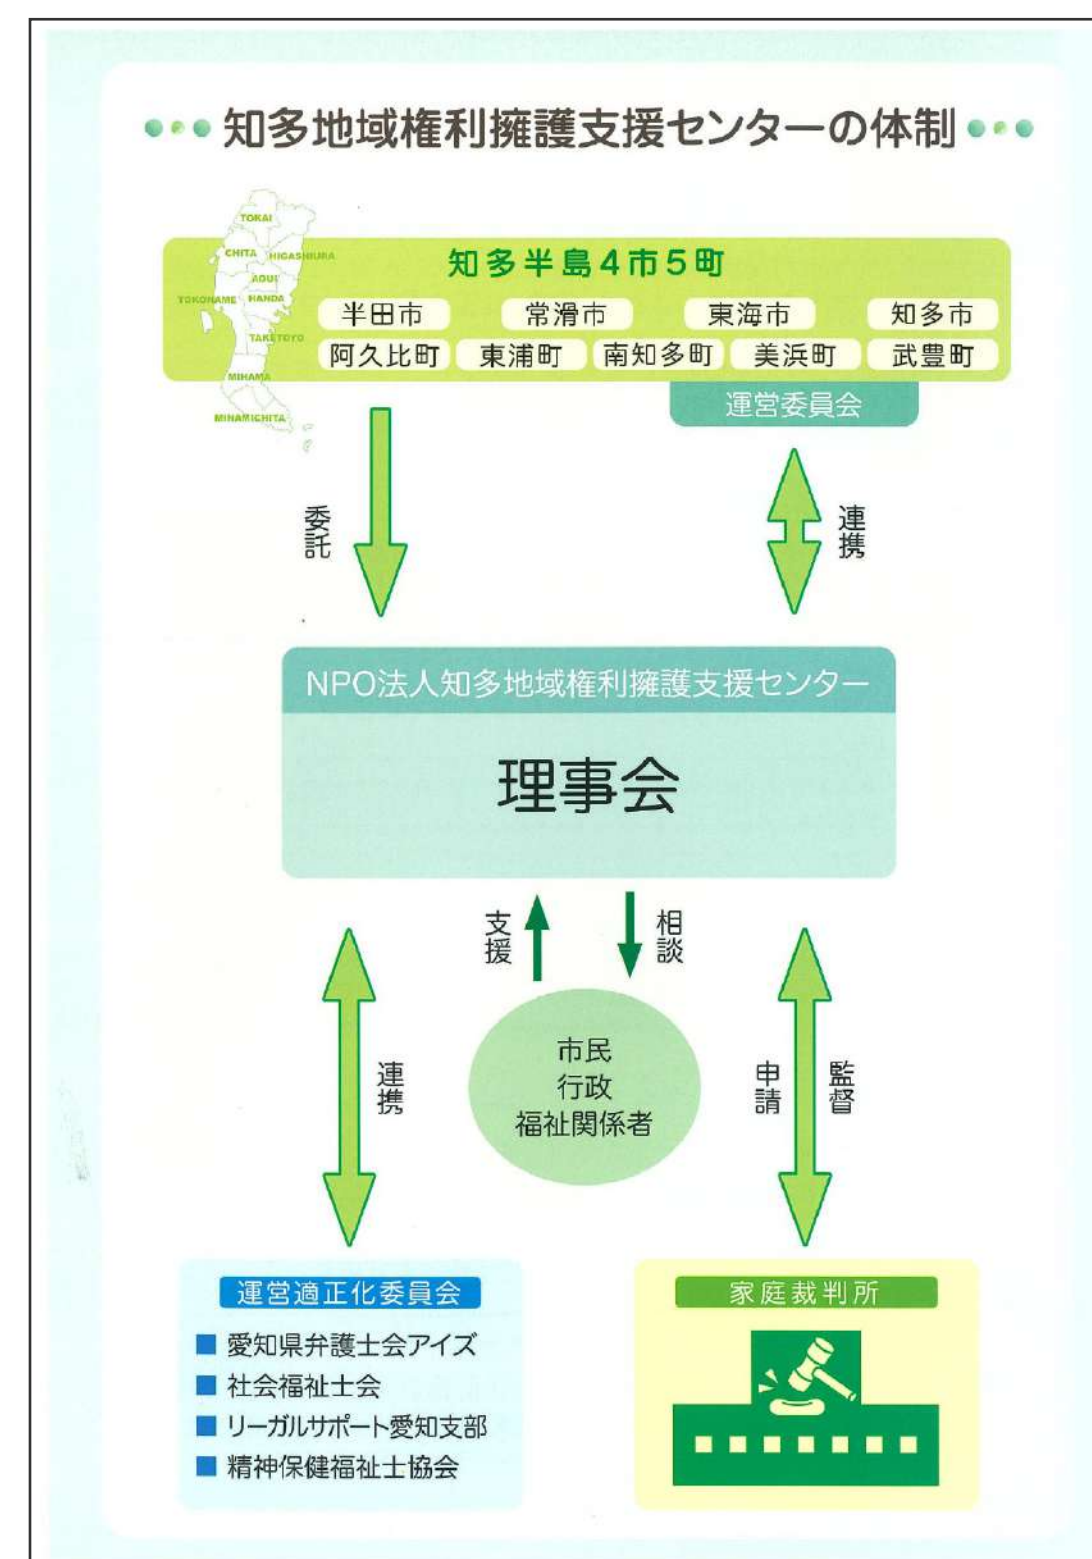 知多地域権利擁護支援センターの体制
TOKAI
CHITA
HIGASHIURA
AGUI
TOKONAME
HANDA
TAKETOYO
MIHAMA
MINAMICHITA
知多半島4市5町
半田市
常滑市
東海市
知多市
阿久比町
東浦町
南知多町
美浜町
武豊町
運営委員会
委託
連携
NPO法人知多地域権利擁護支援センター
理事会
支援
相談
市民
行政
福祉関係者
連携
申請
監督
運営適正化委員会
愛知県弁護士会アイズ
社会福祉士会
リーガルサポート愛知支部
精神保健福祉士協会
家庭裁判所